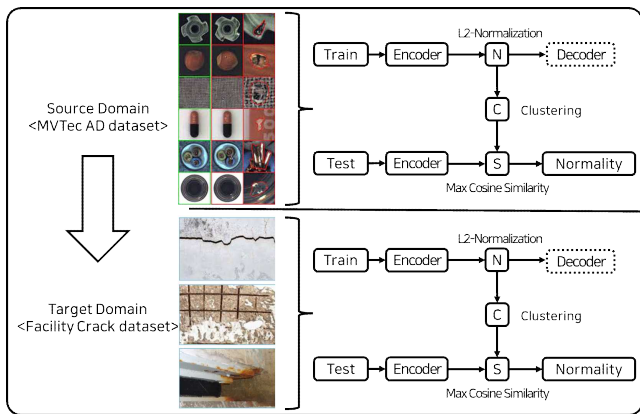 Source Domain
<MVTec AD dataset>
L2-Normalization
Train
Encoder
N
Decoder
C
Clustering
Test
Encoder
S
Normality
Max Cosine Similarity
Target Domain
<Facility Crack dataset>
L2-Normalization
Train
Encoder
N
Decoder
C
Clustering
Test
Encoder
S
Normality
Max Cosine Similarity